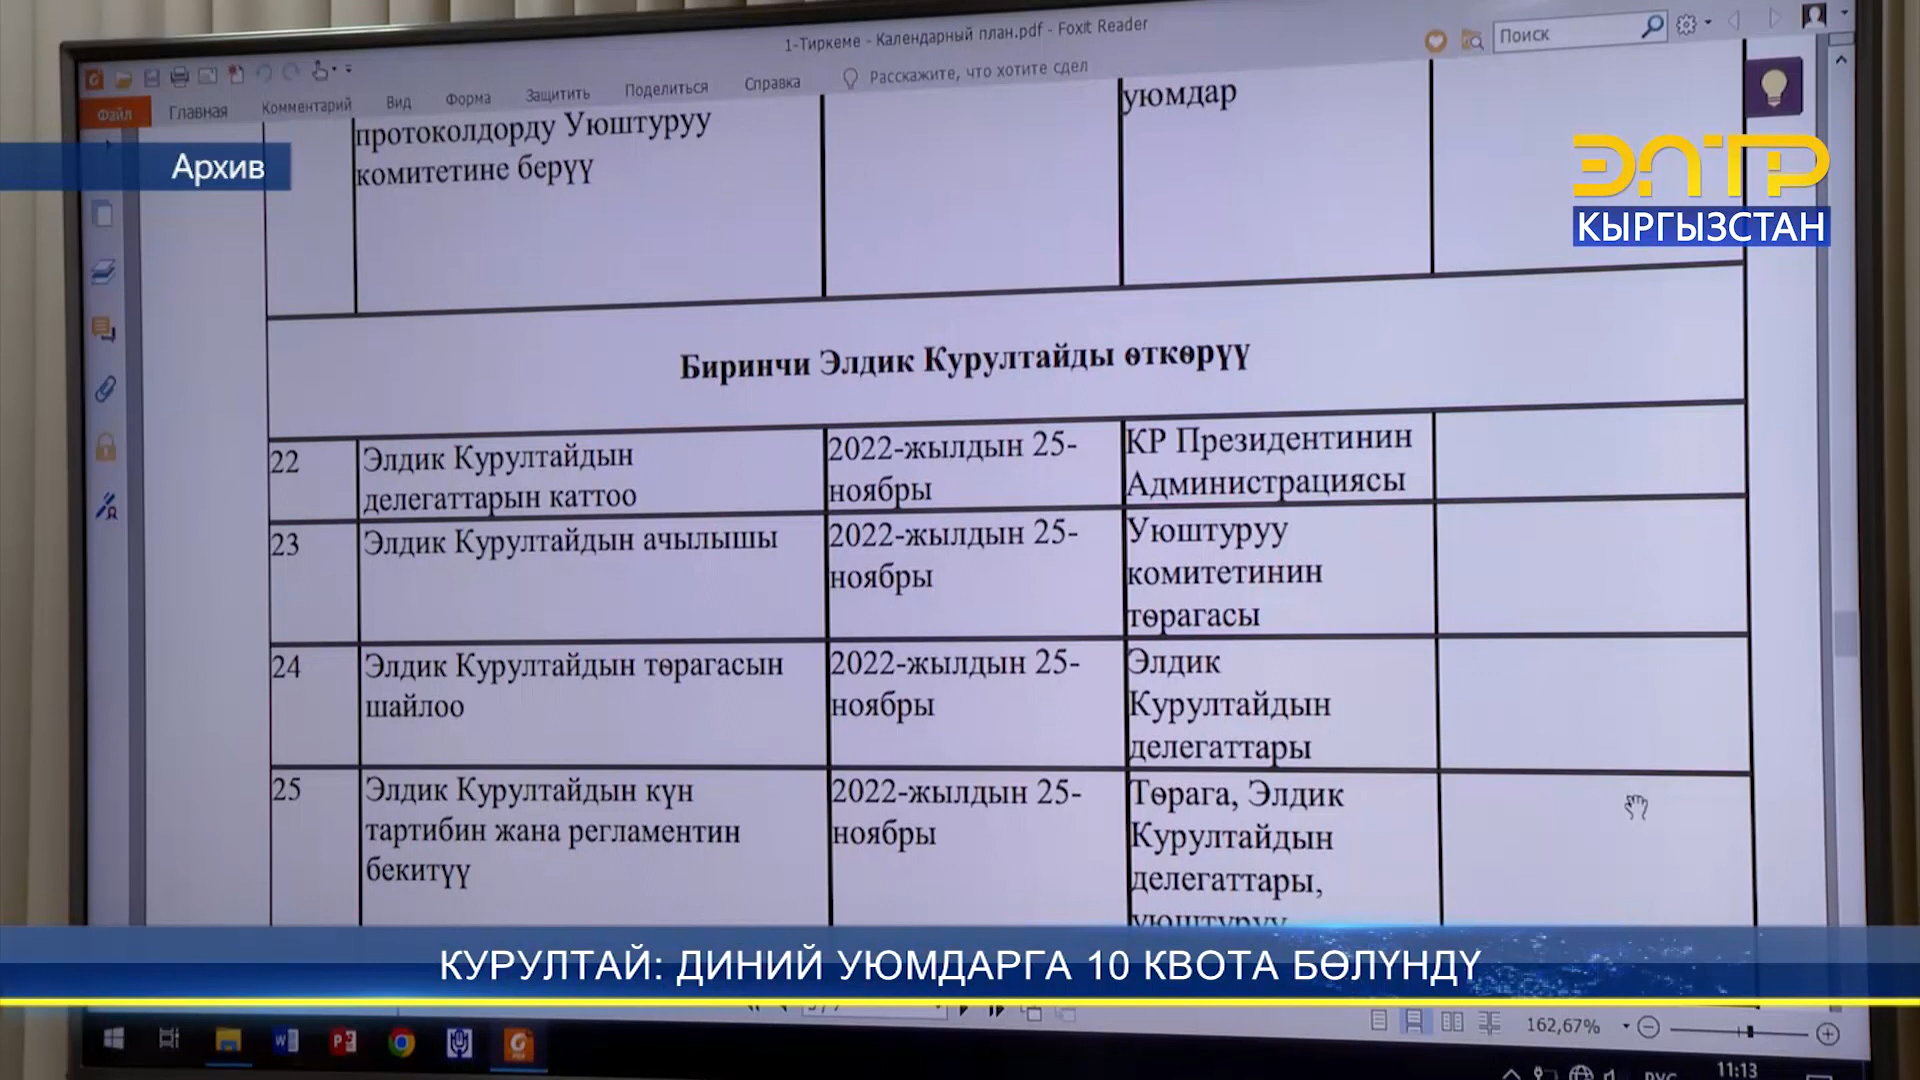 1-Тиркеме - Календарный план.pdf - Foxit Reader
Поиск
Файл Главная Комментарий Вид Форма Защитить Поделиться Справка Расскажите, что хотите сдел
Архив
ЭЛТР
КЫРГЫЗСТАН
протоколдорду Уюштуруу
комитетине берүү
уюмдар
Биринчи Элдик Курултайды өткөрүү
22
Элдик Курултайдын
делегаттарын каттоо
2022-жылдын 25-
ноябры
КР Президентинин
Администрациясы
23
Элдик Курултайдын ачылышы
2022-жылдын 25-
ноябры
Уюштуруу
комитетинин
төрагасы
24
Элдик Курултайдын төрагасын
шайлоо
2022-жылдын 25-
ноябры
Элдик
Курултайдын
делегаттары
25
Элдик Курултайдын күн
тартибин жана регламентин
бекитүү
2022-жылдын 25-
ноябры
Төрага, Элдик
Курултайдын
делегаттары,
уюштуруу
КУРУЛТАЙ: ДИНИЙ УЮМДАРГА 10 КВОТА БӨЛҮНДҮ
162,67%
РУС
11:13